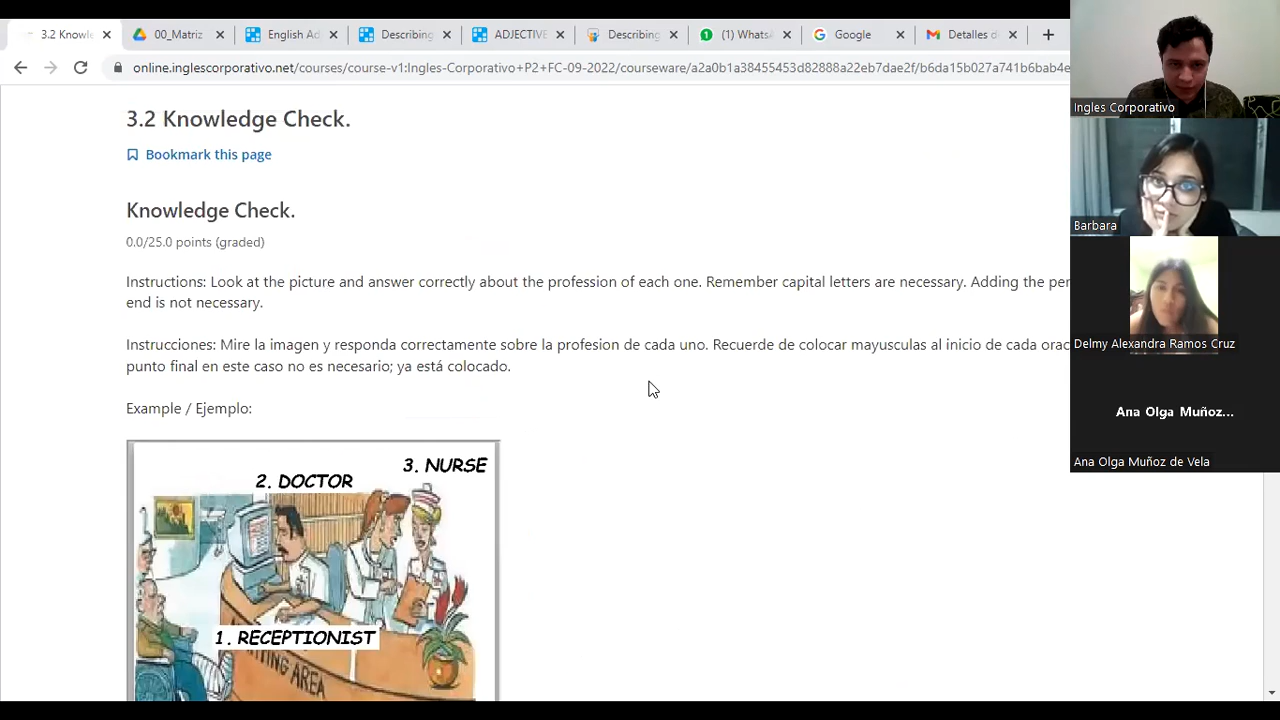 3.2 Knowle
00_Matriz
English Ad
Describing
ADJECTIVE
Describing
(1) Whats
Google
Detalles d
online.inglescorporativo.net/courses/course-v1:Ingles-Corporativo+P2+FC-09-2022/courseware/a2a0b1a38455453d82888a22eb7dae2f/b6da15b027a741b6bab4e
3.2 Knowledge Check.
Bookmark this page
Knowledge Check.
0.0/25.0 points (graded)
Instructions: Look at the picture and answer correctly about the profession of each one. Remember capital letters are necessary. Adding the per
end is not necessary.
Instrucciones: Mire la imagen y responda correctamente sobre la profesion de cada uno. Recuerde de colocar mayusculas al inicio de cada orac
punto final en este caso no es necesario; ya está colocado.
Example / Ejemplo:
3. NURSE
2. DOCTOR
1. RECEPTIONIST
AREA
Ingles Corporativo
Barbara
Delmy Alexandra Ramos Cruz
Ana Olga Muñoz...
Ana Olga Muñoz de Vela